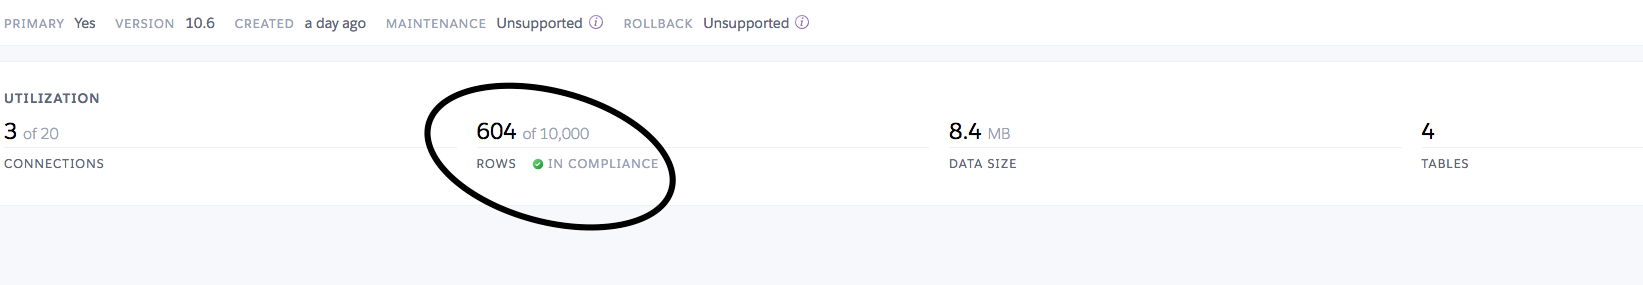 PRIMARY Yes VERSION 10.6 CREATED a day ago MAINTENANCE Unsupported ROLLBACK Unsupported
UTILIZATION
3 of 20 604 of 10,000 8.4 MB 4
CONNECTIONS ROWS IN COMPLIANCE DATA SIZE TABLES